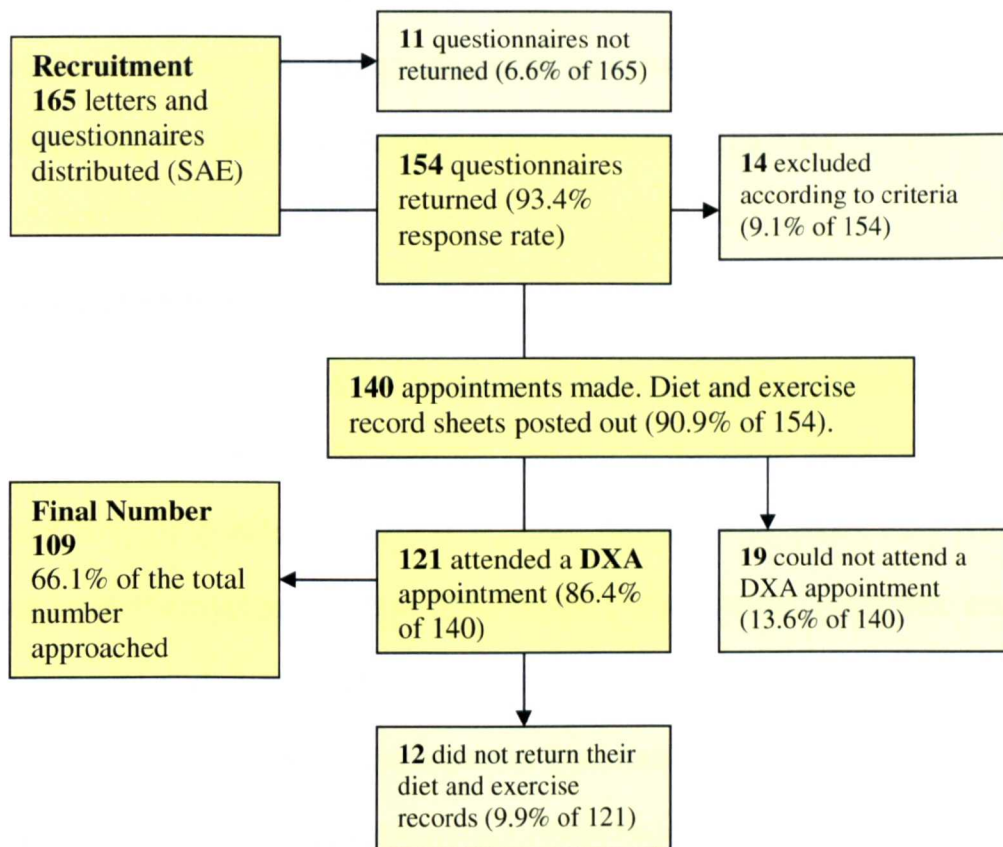 Recruitment
165 letters and
questionnaires
distributed (SAE)
11 questionnaires not
returned (6.6% of 165)
154 questionnaires
returned (93.4%
response rate)
14 excluded
according to criteria
(9.1% of 154)
140 appointments made. Diet and exercise
record sheets posted out (90.9% of 154).
Final Number
109
66.1% of the total
number
approached
121 attended a DXA
appointment (86.4%
of 140)
19 could not attend a
DXA appointment
(13.6% of 140)
12 did not return their
diet and exercise
records (9.9% of 121)